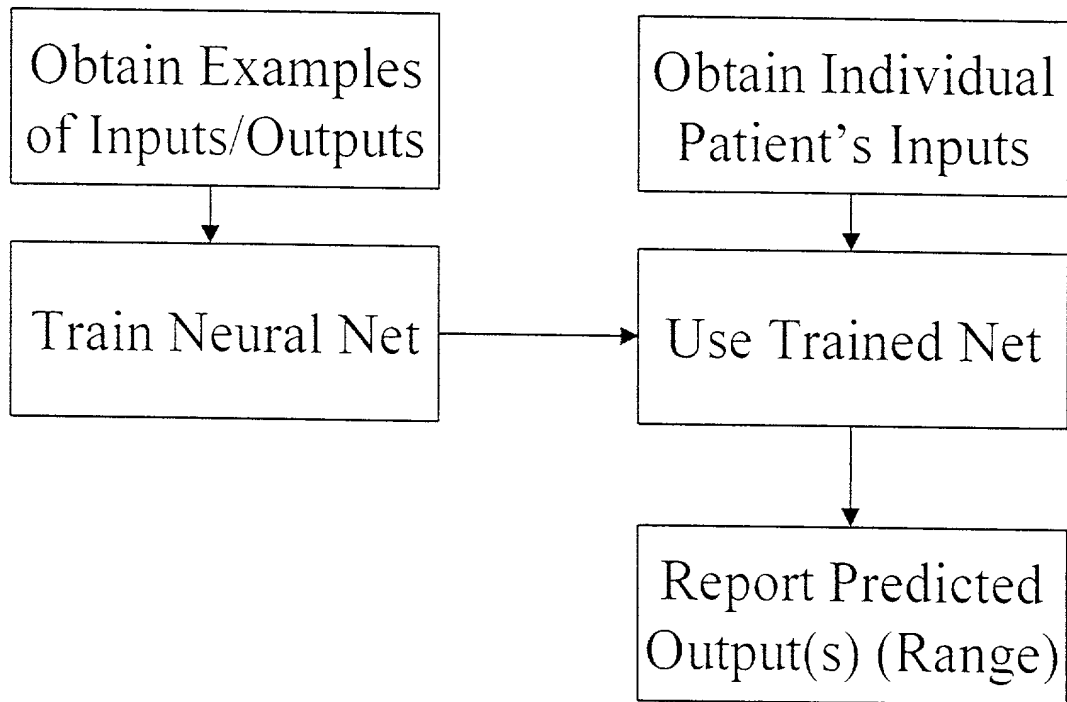 Obtain Examples
of Inputs/Outputs
Train Neural Net
Obtain Individual
Patient's Inputs
Use Trained Net
Report Predicted
Output(s) (Range)